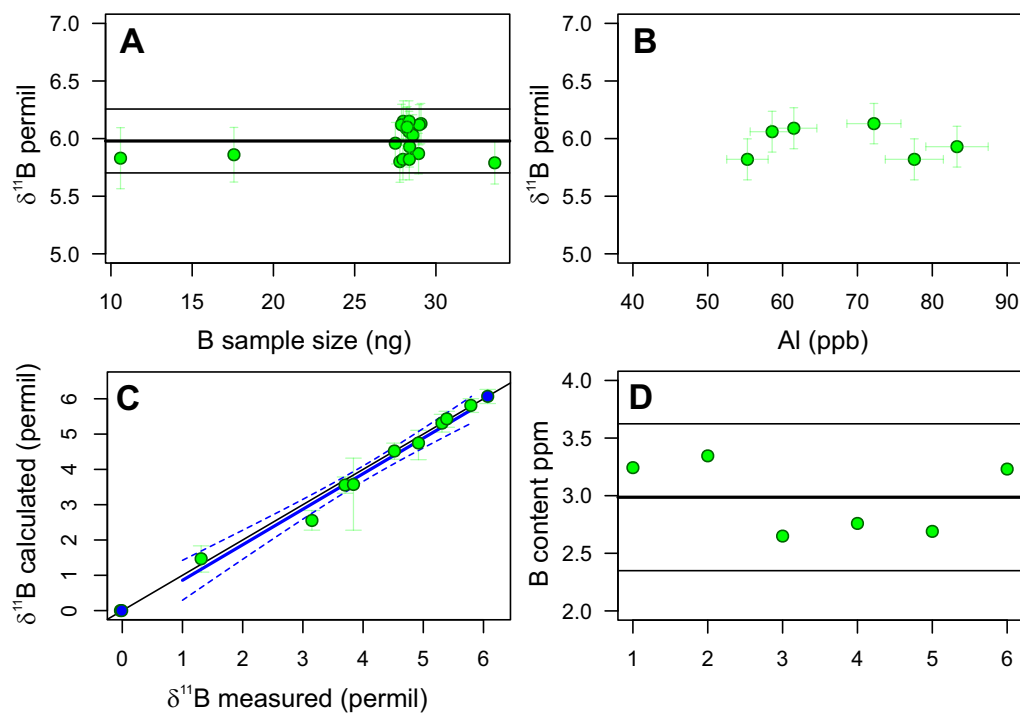 A
δ¹¹B permil
7.0
6.5
6.0
5.5
5.0
10 15 20 25 30
B sample size (ng)
B
δ¹¹B permil
7.0
6.5
6.0
5.5
5.0
40 50 60 70 80 90
Al (ppb)
C
δ¹¹B calculated (permil)
6
5
4
3
2
1
0
0 1 2 3 4 5 6
δ¹¹B measured (permil)
D
B content ppm
4.0
3.5
3.0
2.5
2.0
1 2 3 4 5 6